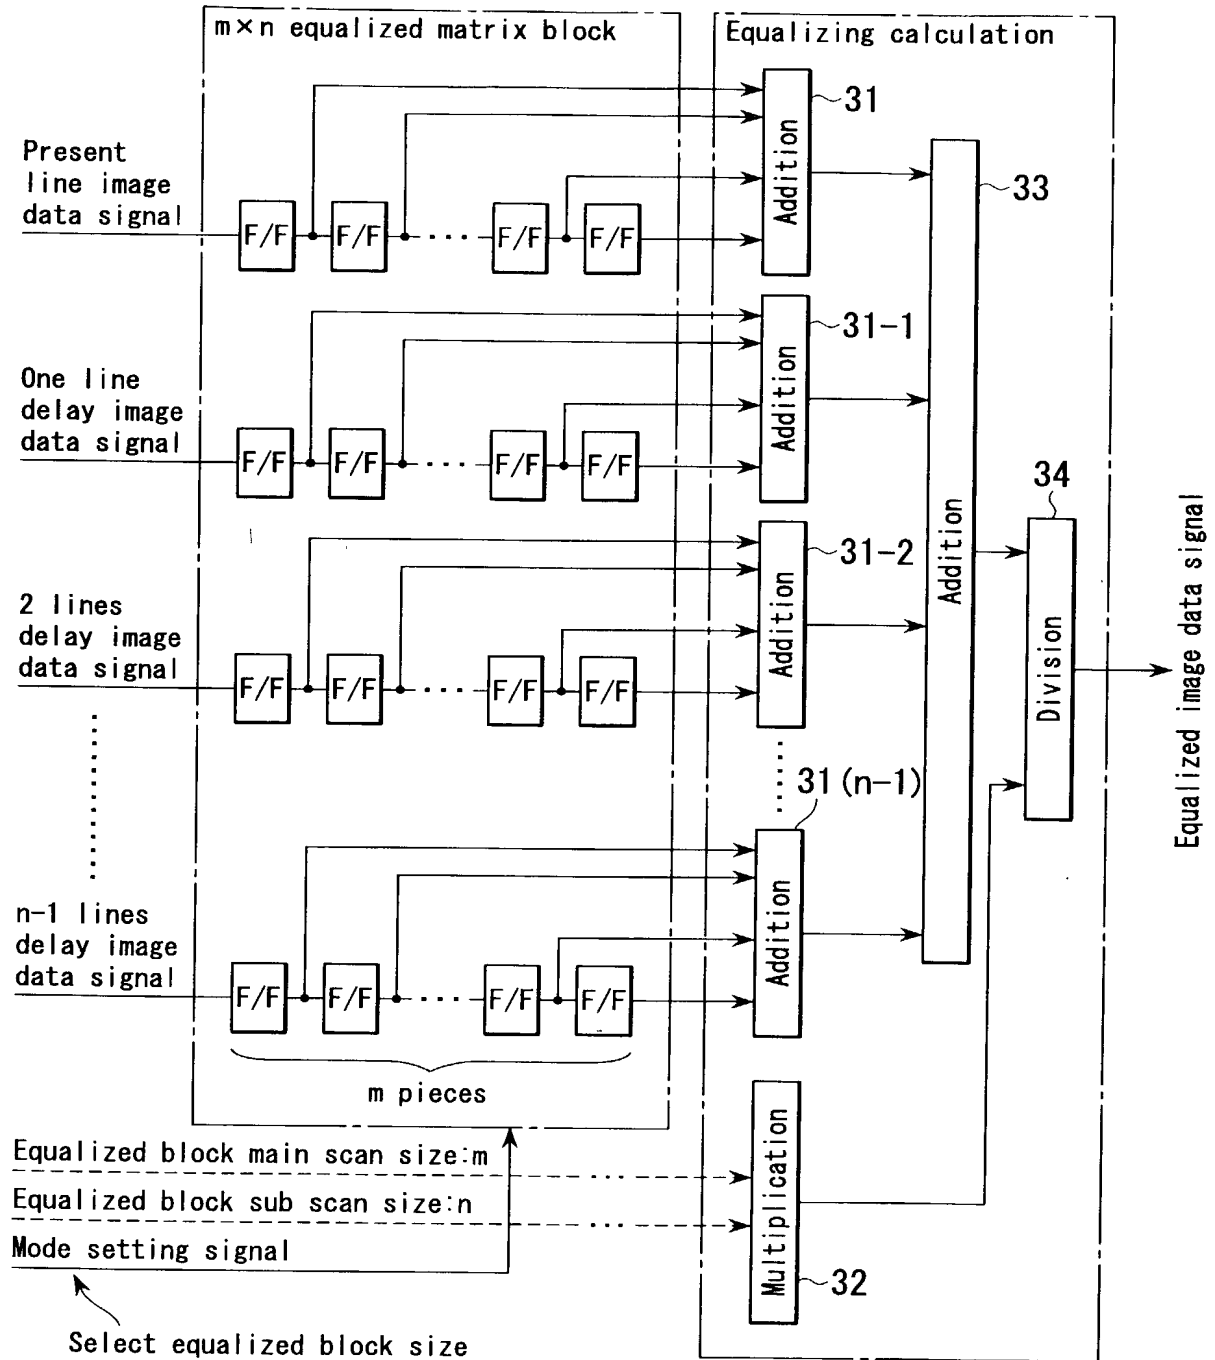 m×n equalized matrix block
Equalizing calculation
31
Addition
33
Present
line image
data signal
F/F
F/F
...
F/F
F/F
31-1
Addition
One line
delay image
data signal
F/F
F/F
...
F/F
F/F
34
Addition
Division
Equalized image data signal
31-2
Addition
2 lines
delay image
data signal
F/F
F/F
...
F/F
F/F
31(n-1)
Addition
n-1 lines
delay image
data signal
F/F
F/F
...
F/F
F/F
m pieces
Equalized block main scan size:m
...
Equalized block sub scan size:n
...
Mode setting signal
Multiplication
32
Select equalized block size